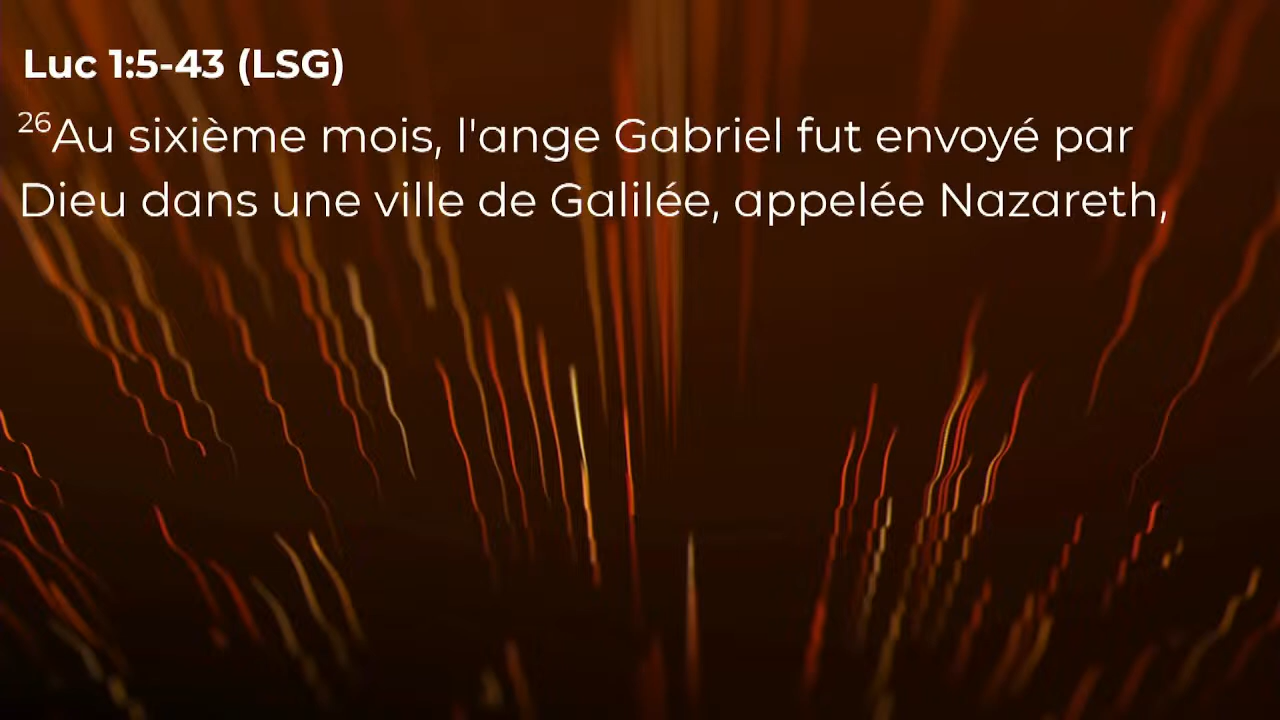 Luc 1:5-43 (LSG)
26Au sixième mois, l'ange Gabriel fut envoyé par
Dieu dans une ville de Galilée, appelée Nazareth,